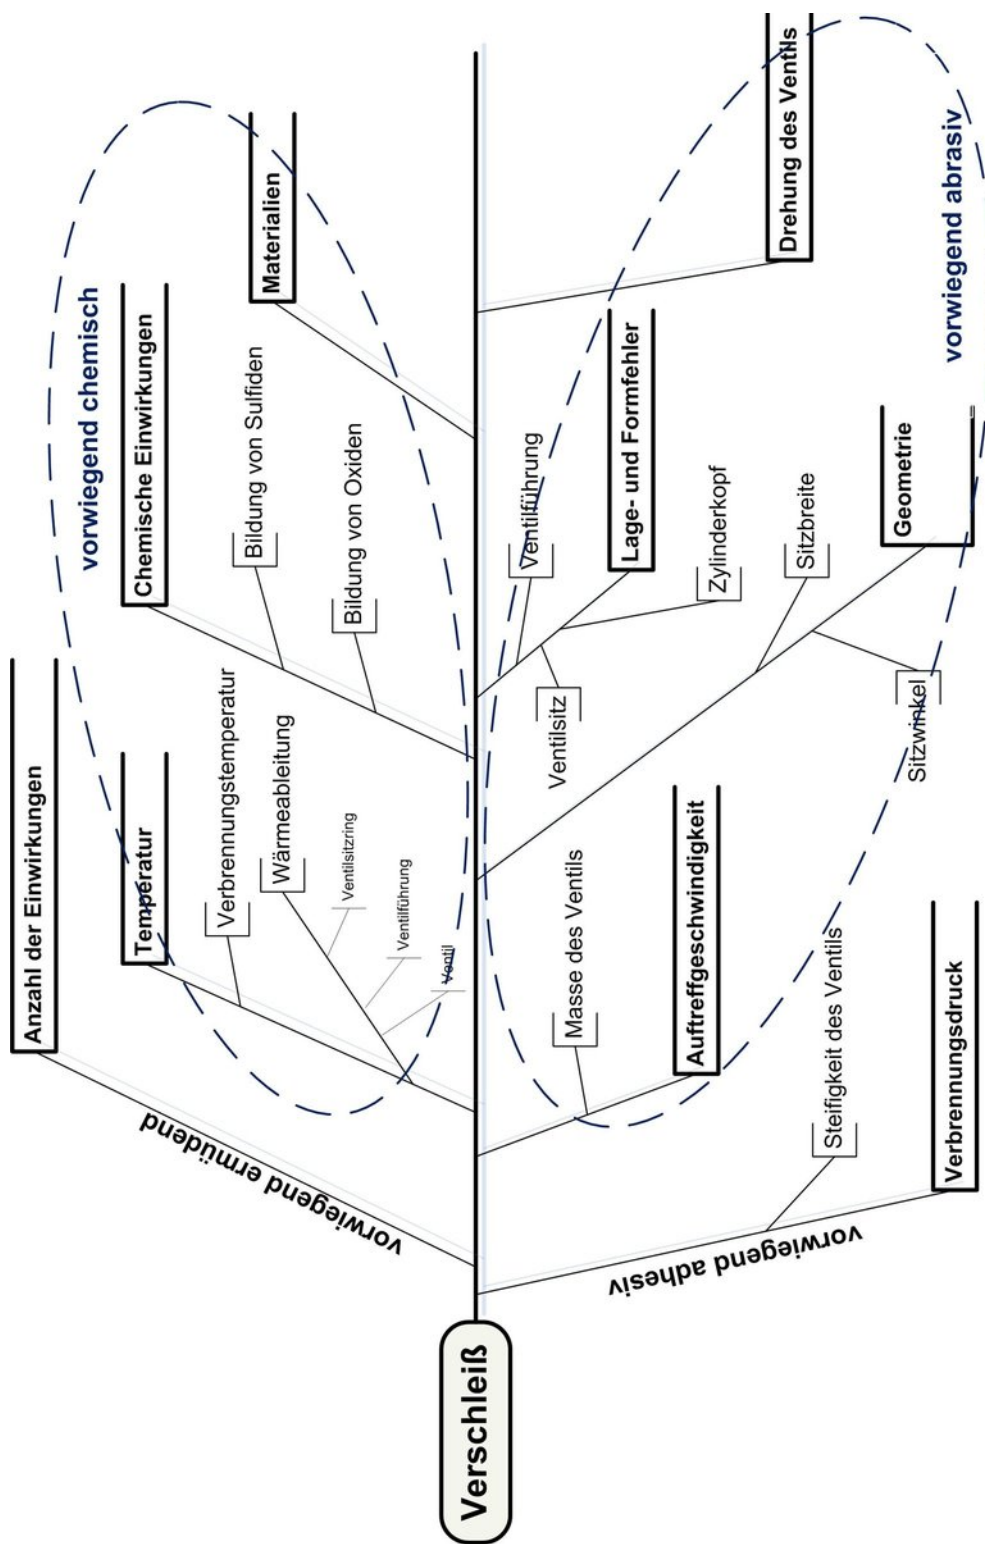 Verschleiß
vorwiegend ermüdend
Anzahl der Einwirkungen
Temperatur
Verbrennungstemperatur
Wärmeableitung
Ventilsitzring
Ventilführung
Ventil
vorwiegend chemisch
Chemische Einwirkungen
Bildung von Sulfiden
Bildung von Oxiden
Materialien
vorwiegend adhesiv
Verbrennungsdruck
Steifigkeit des Ventils
Auftreffgeschwindigkeit
Masse des Ventils
Geometrie
Sitzbreite
Sitzwinkel
Lage- und Formfehler
Ventilführung
Ventilsitz
Zylinderkopf
Drehung des Ventils
vorwiegend abrasiv